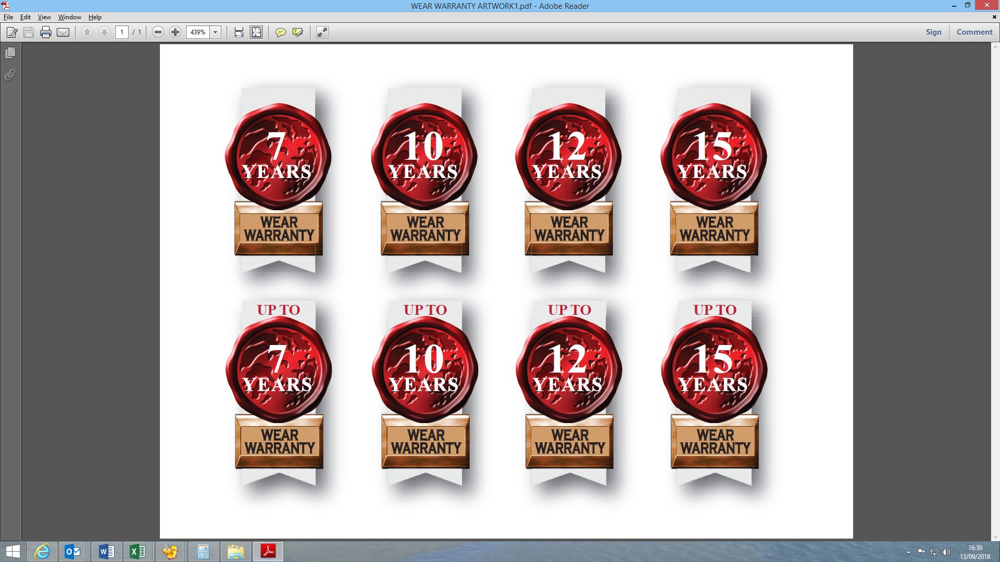 WEAR WARRANTY ARTWORK1.pdf - Adobe Reader
File Edit View Window Help
1 / 1 439% Sign Comment
7 10 12 15
YEARS YEARS YEARS YEARS
WEAR WEAR WEAR WEAR
WARRANTY WARRANTY WARRANTY WARRANTY
UP TO UP TO UP TO UP TO
7 10 12 15
YEARS YEARS YEARS YEARS
WEAR WEAR WEAR WEAR
WARRANTY WARRANTY WARRANTY WARRANTY
16:30
13/09/2018